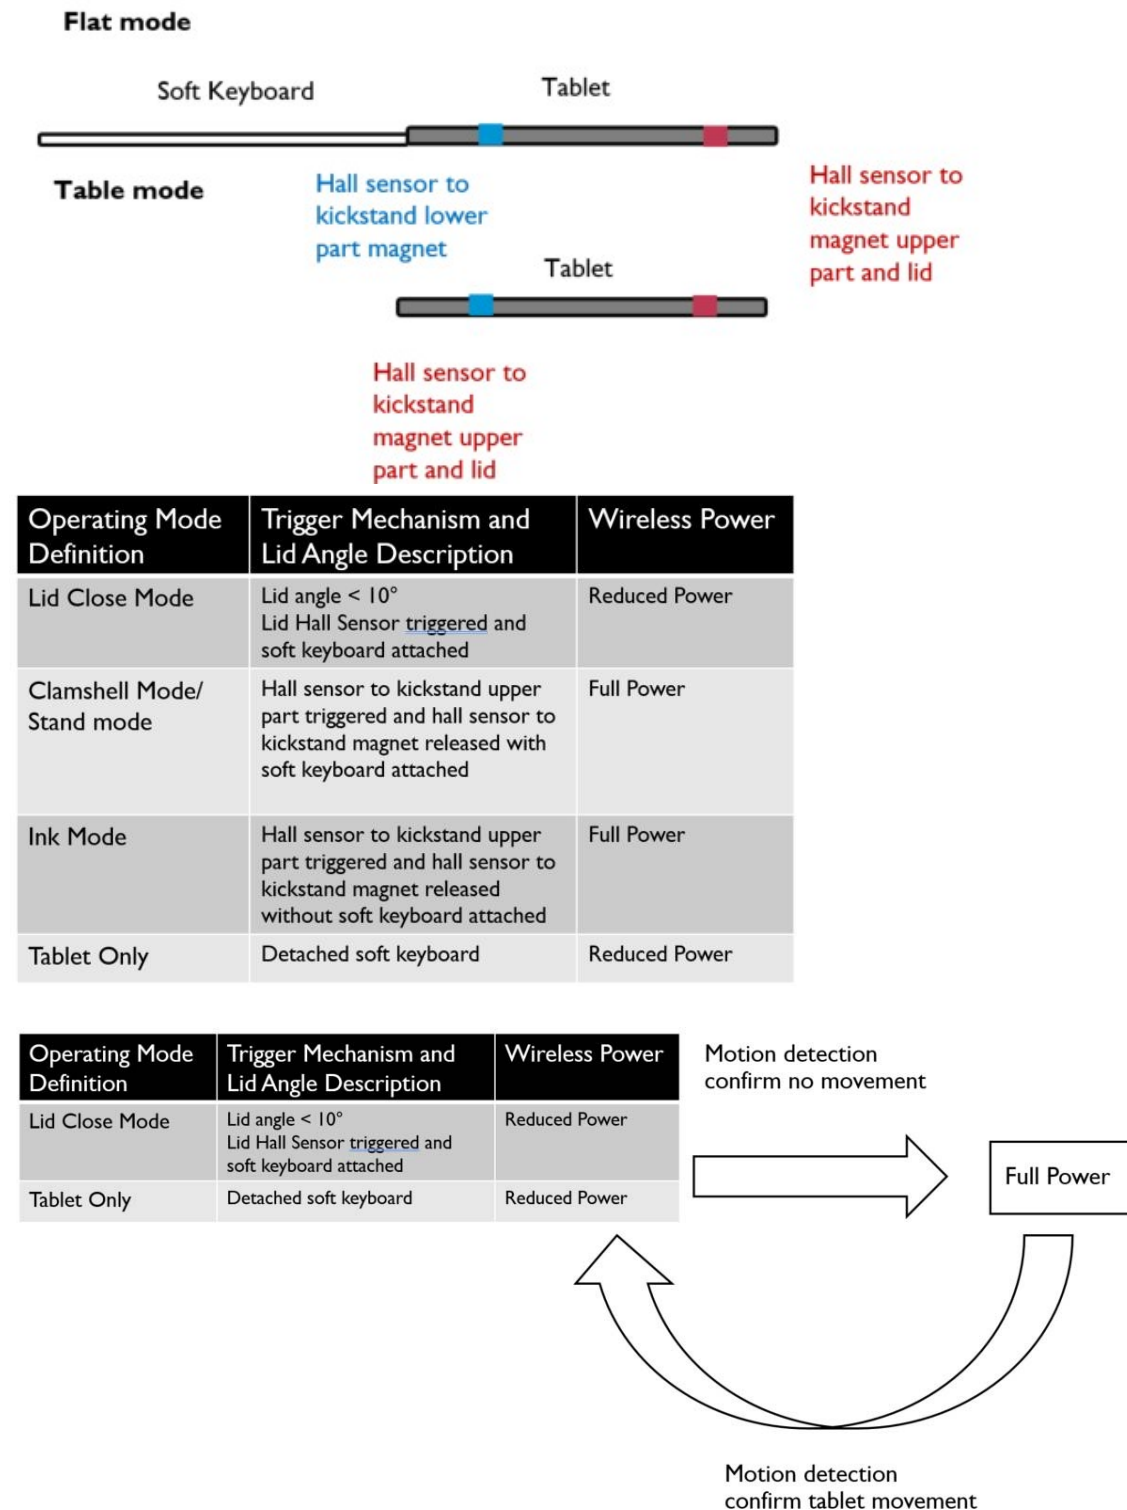 Flat mode
Soft Keyboard
Tablet
Table mode
Hall sensor to
kickstand lower
part magnet
Hall sensor to
kickstand
magnet upper
part and lid
Tablet
Hall sensor to
kickstand
magnet upper
part and lid
Operating Mode
Definition
Trigger Mechanism and
Lid Angle Description
Wireless Power
Lid Close Mode
Lid angle < 10°
Lid Hall Sensor triggered and
soft keyboard attached
Reduced Power
Clamshell Mode/
Stand mode
Hall sensor to kickstand upper
part triggered and hall sensor to
kickstand magnet released with
soft keyboard attached
Full Power
Ink Mode
Hall sensor to kickstand upper
part triggered and hall sensor to
kickstand magnet released
without soft keyboard attached
Full Power
Tablet Only
Detached soft keyboard
Reduced Power
Operating Mode
Definition
Trigger Mechanism and
Lid Angle Description
Wireless Power
Lid Close Mode
Lid angle < 10°
Lid Hall Sensor triggered and
soft keyboard attached
Reduced Power
Tablet Only
Detached soft keyboard
Reduced Power
Motion detection
confirm no movement
Full Power
Motion detection
confirm tablet movement